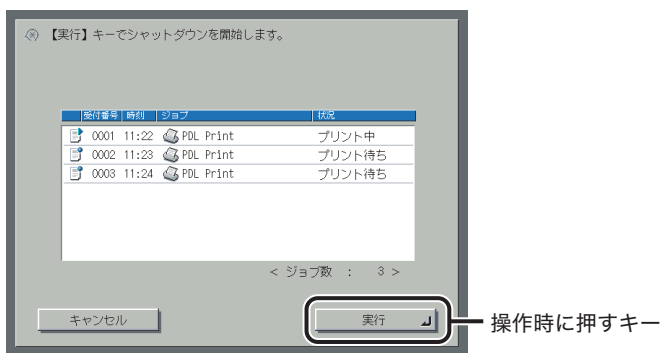 【実行】キーでシャットダウンを開始します。
受付番号 時刻 ジョブ 状況
0001 11:22 PDL Print プリント中
0002 11:23 PDL Print プリント待ち
0003 11:24 PDL Print プリント待ち
< ジョブ数 : 3 >
キャンセル 実行 操作時に押すキー